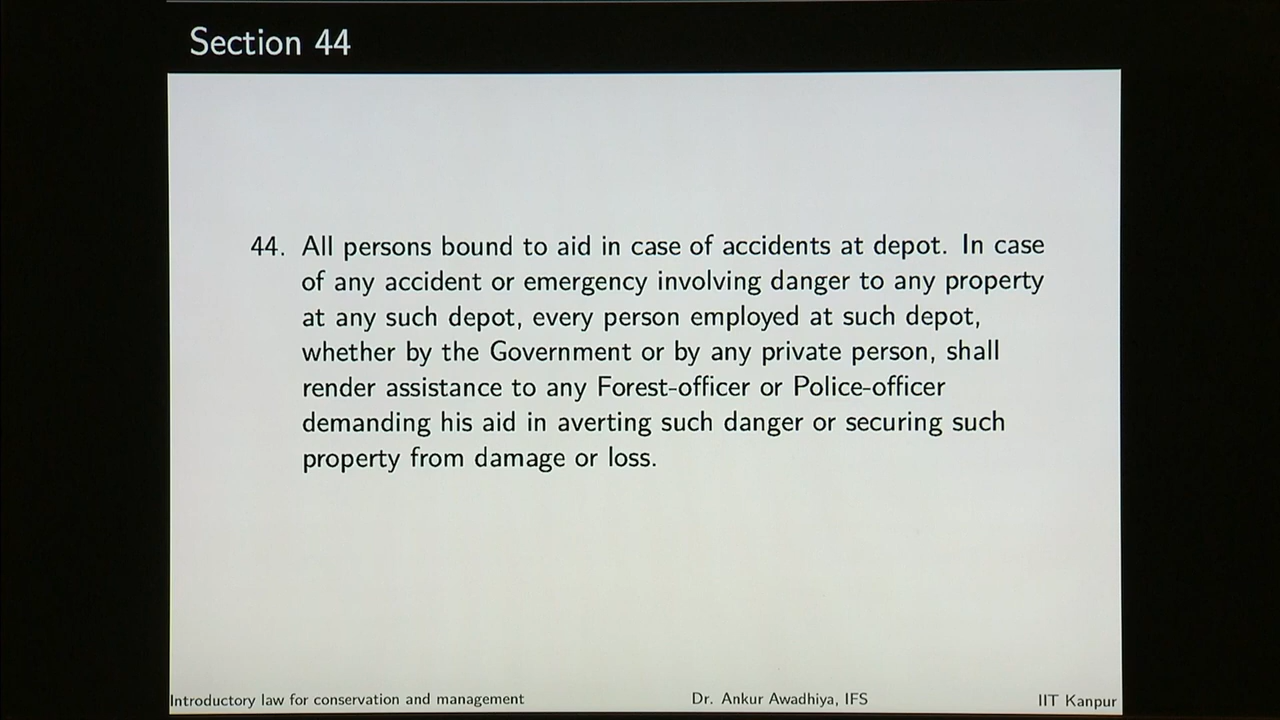 Section 44
44. All persons bound to aid in case of accidents at depot. In case
of any accident or emergency involving danger to any property
at any such depot, every person employed at such depot,
whether by the Government or by any private person, shall
render assistance to any Forest-officer or Police-officer
demanding his aid in averting such danger or securing such
property from damage or loss.
Introductory law for conservation and management Dr. Ankur Awadhiya, IFS IIT Kanpur